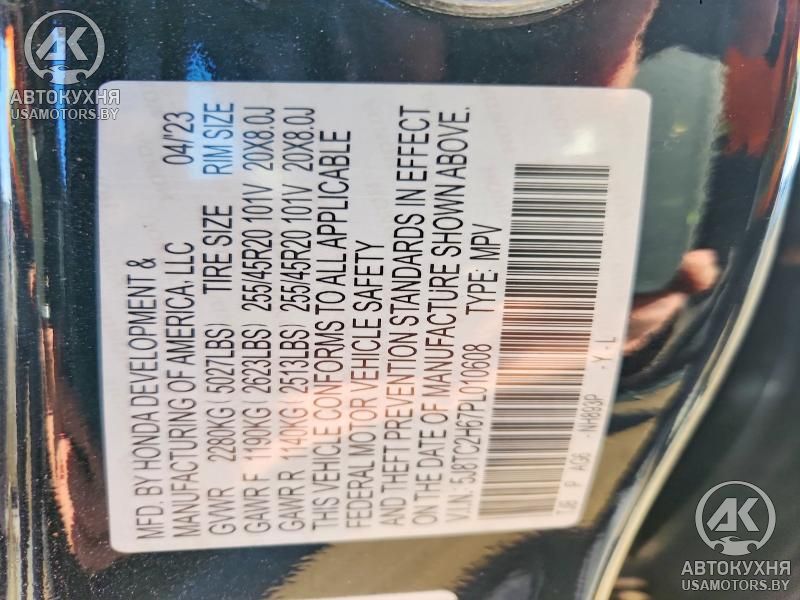 АВТОКУХНЯ
USAMOTORS.BY
MFD. BY HONDA DEVELOPMENT &
MANUFACTURING OF AMERICA, LLC 04/23
GVWR 2280KG (5027LBS) TIRE SIZE RIM SIZE
GAWR F 1190KG (2623LBS) 255/45R20 101V 20X8.0J
GAWR R 1140KG (2513LBS) 255/45R20 101V 20X8.0J
THIS VEHICLE CONFORMS TO ALL APPLICABLE
FEDERAL MOTOR VEHICLE SAFETY
AND THEFT PREVENTION STANDARDS IN EFFECT
ON THE DATE OF MANUFACTURE SHOWN ABOVE.
V.I.N: 5J8TC2H67PL010608 TYPE: MPV
TJB P AG6 -NH893P -Y-L
АВТОКУХНЯ
USAMOTORS.BY